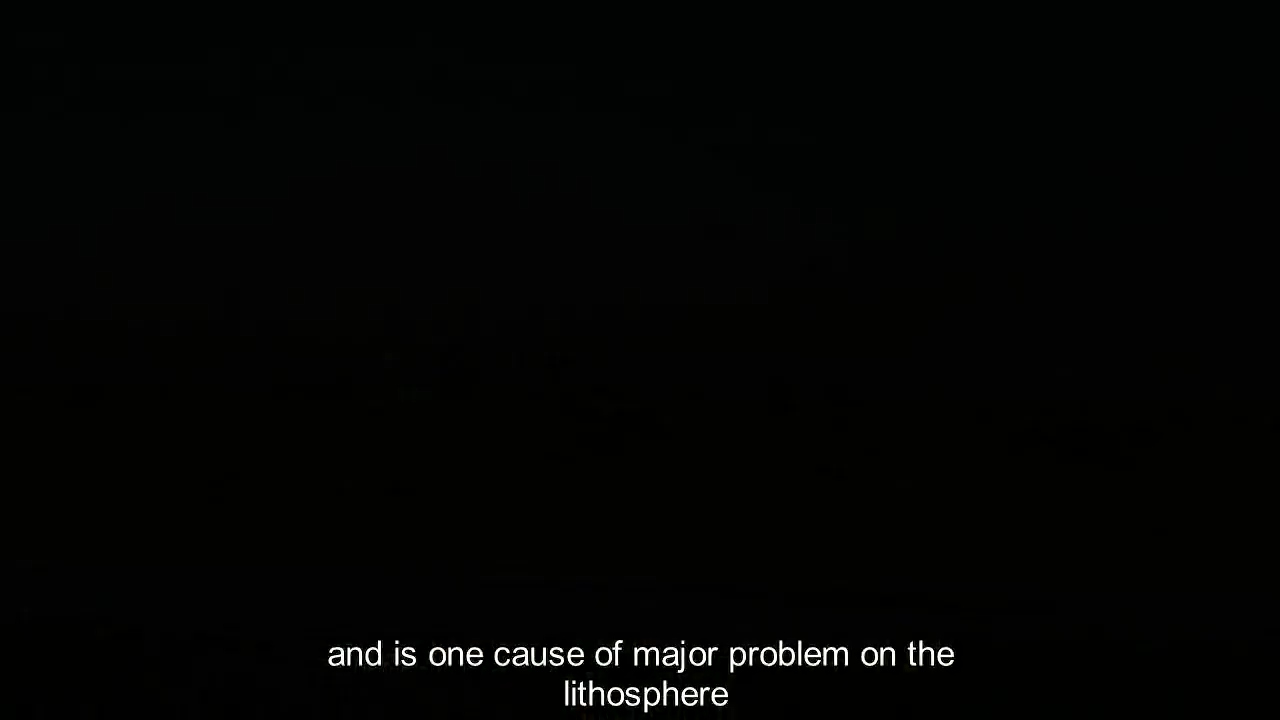 and is one cause of major problem on the
lithosphere